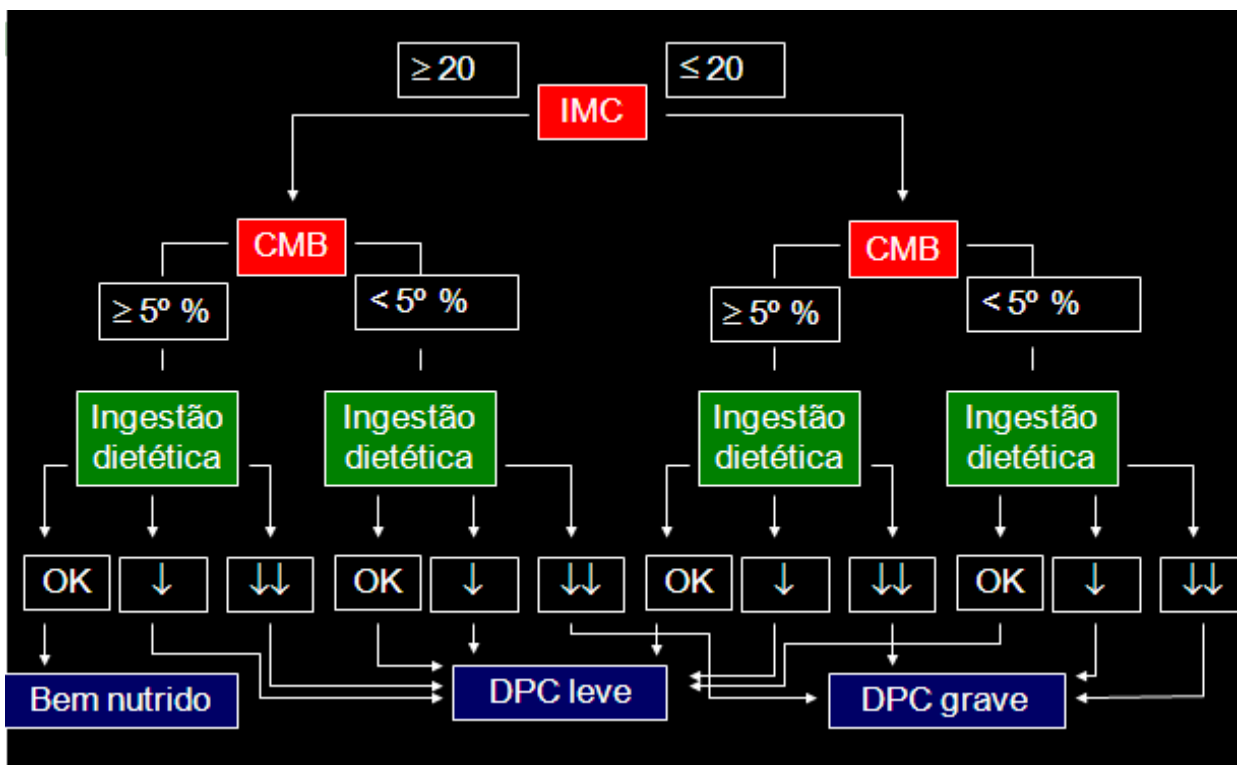 ≥ 20
≤ 20
IMC
CMB
CMB
≥ 5º %
< 5º %
≥ 5º %
< 5º %
Ingestão
dietética
Ingestão
dietética
Ingestão
dietética
Ingestão
dietética
OK
↓
↓↓
OK
↓
↓↓
OK
↓
↓↓
OK
↓
↓↓
Bem nutrido
DPC leve
DPC grave